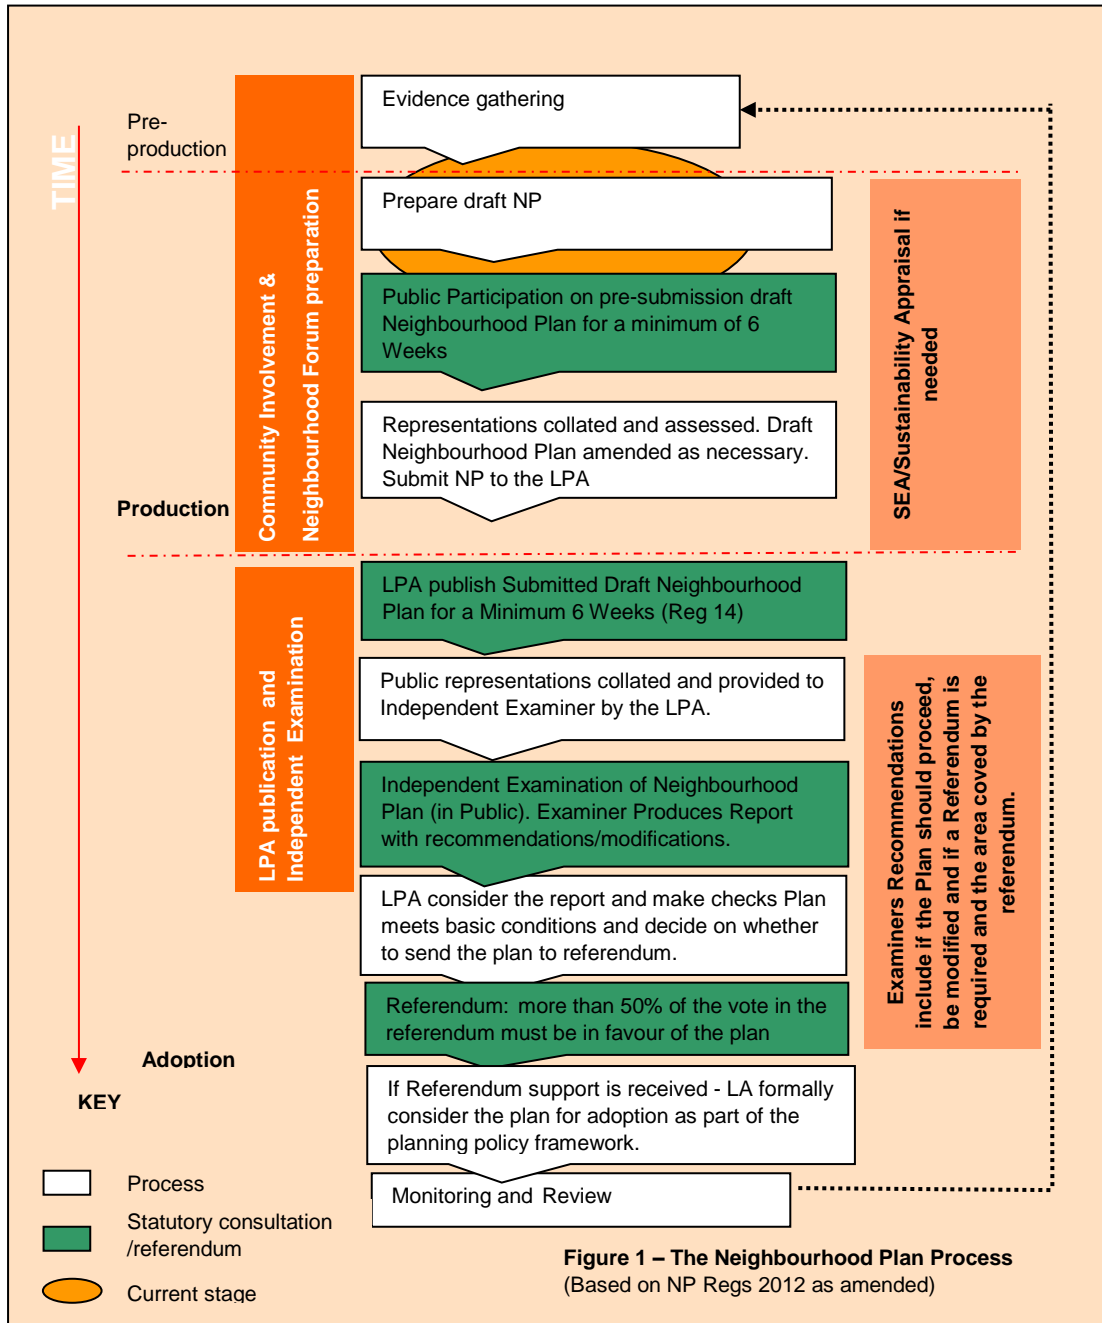 Evidence gathering
Pre-
production
TIME
Prepare draft NP
Community Involvement &
Neighbourhood Forum preparation
SEA/Sustainability Appraisal if
needed
Public Participation on pre-submission draft
Neighbourhood Plan for a minimum of 6
Weeks
Representations collated and assessed. Draft
Neighbourhood Plan amended as necessary.
Submit NP to the LPA
Production
LPA publish Submitted Draft Neighbourhood
Plan for a Minimum 6 Weeks (Reg 14)
LPA publication and
Independent Examination
Public representations collated and provided to
Independent Examiner by the LPA.
Examiners Recommendations
include if the Plan should proceed,
be modified and if a Referendum is
required and the area coved by the
referendum.
Independent Examination of Neighbourhood
Plan (in Public). Examiner Produces Report
with recommendations/modifications.
LPA consider the report and make checks Plan
meets basic conditions and decide on whether
to send the plan to referendum.
Referendum: more than 50% of the vote in the
referendum must be in favour of the plan
Adoption
If Referendum support is received - LA formally
consider the plan for adoption as part of the
planning policy framework.
Monitoring and Review
KEY
Process
Statutory consultation
/referendum
Current stage
Figure 1 – The Neighbourhood Plan Process
(Based on NP Regs 2012 as amended)